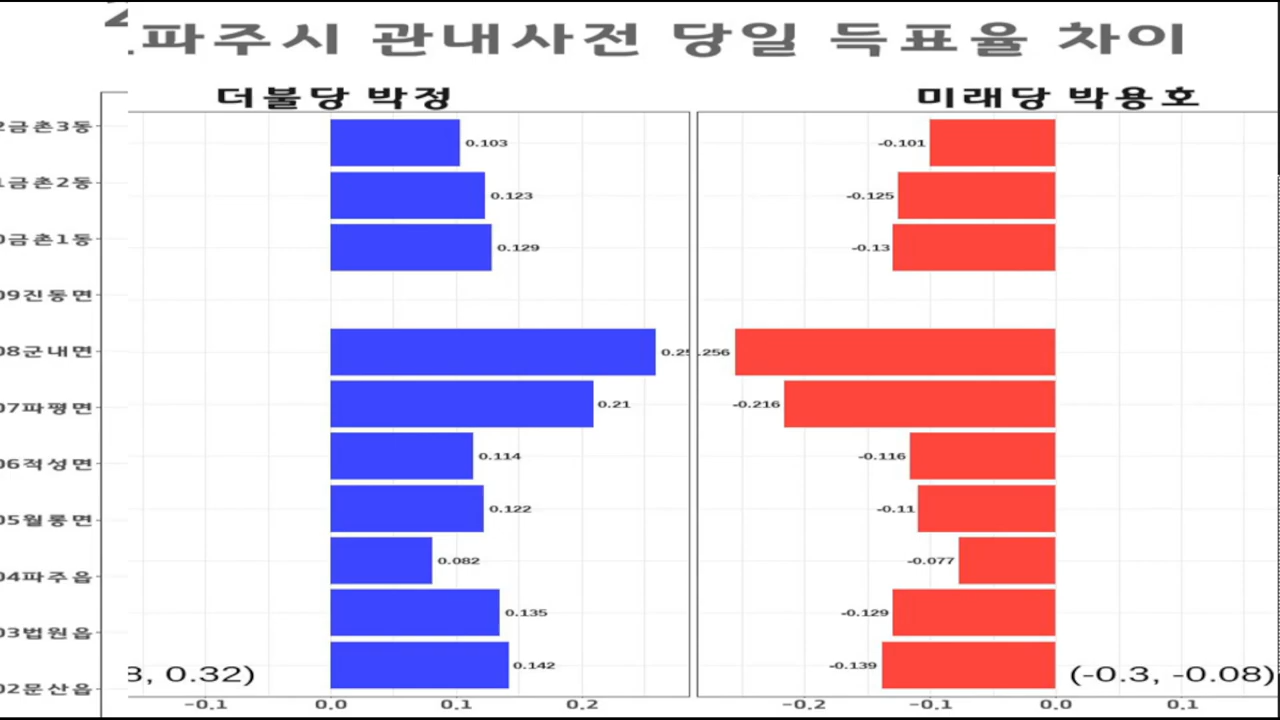 파주시 관내사전 당일 득표율 차이
더불당 박정
미래당 박용호
2금촌3동 0.103 -0.101
1금촌2동 0.123 -0.125
0금촌1동 0.129 -0.13
09진동면
08군내면 0.25 .256
07파평면 0.21 -0.216
06적성면 0.114 -0.116
05월롱면 0.122 -0.11
04파주읍 0.082 -0.077
03법원읍 0.135 -0.129
02문산읍 0.142 -0.139
8, 0.32) (-0.3, -0.08)
-0.1 0.0 0.1 0.2 -0.2 -0.1 0.0 0.1